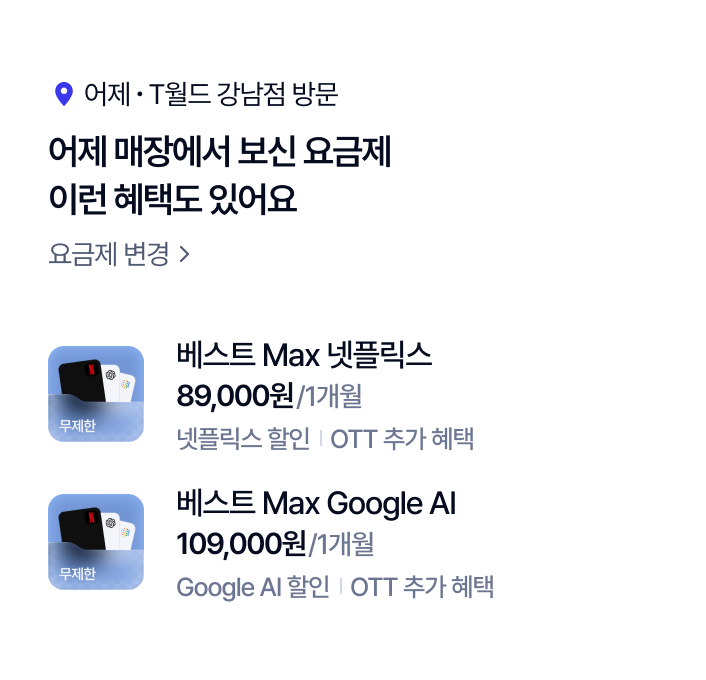 어제 • T월드 강남점 방문
어제 매장에서 보신 요금제
이런 혜택도 있어요
요금제 변경 >
베스트 Max 넷플릭스
89,000원/1개월
넷플릭스 할인 | OTT 추가 혜택
N
무제한
베스트 Max Google AI
109,000원/1개월
Google AI 할인 | OTT 추가 혜택
N
무제한